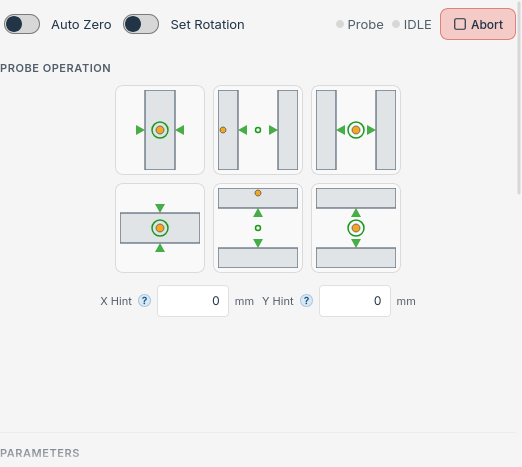 Auto Zero Set Rotation Probe IDLE Abort
PROBE OPERATION
X Hint ? 0 mm Y Hint ? 0 mm
PARAMETERS